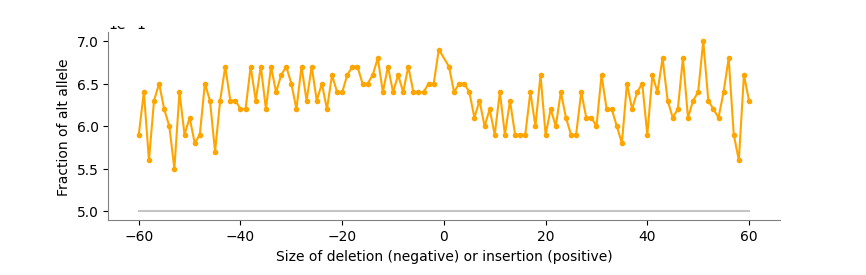 7.0
6.5
6.0
5.5
5.0
Fraction of alt allele
−60 −40 −20 0 20 40 60
Size of deletion (negative) or insertion (positive)